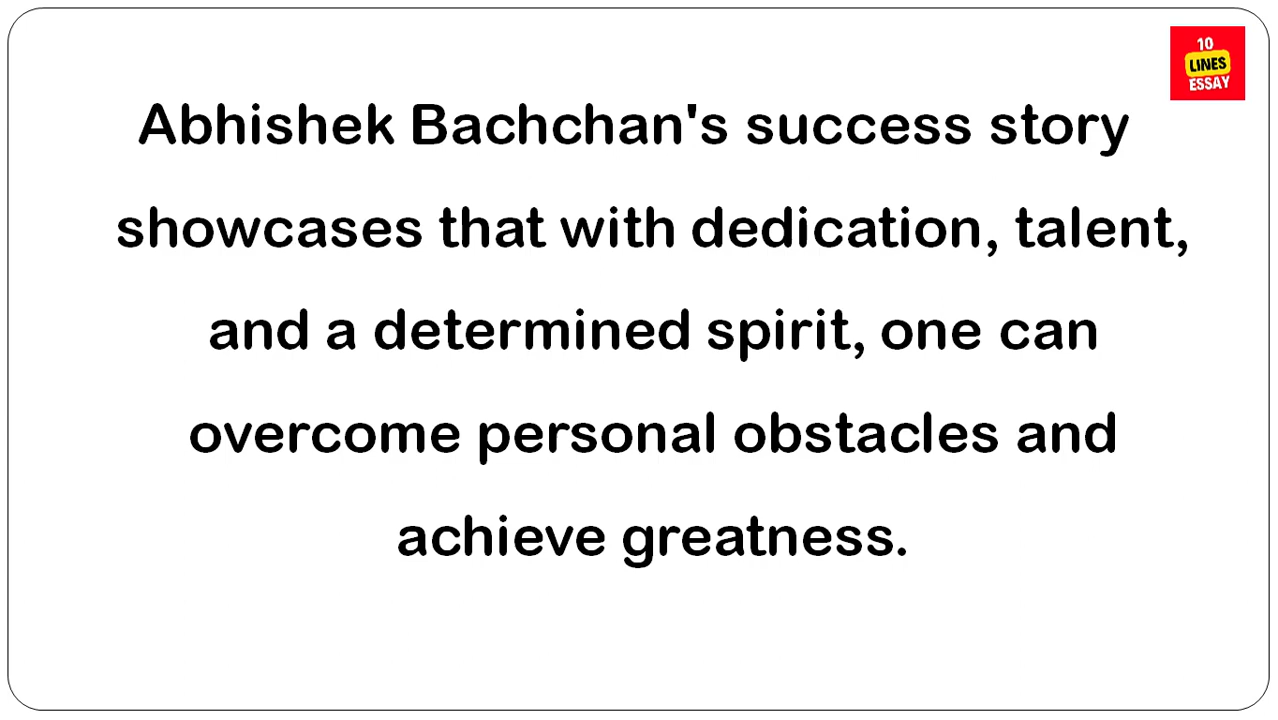 10
LINES
ESSAY
Abhishek Bachchan's success story
showcases that with dedication, talent,
and a determined spirit, one can
overcome personal obstacles and
achieve greatness.